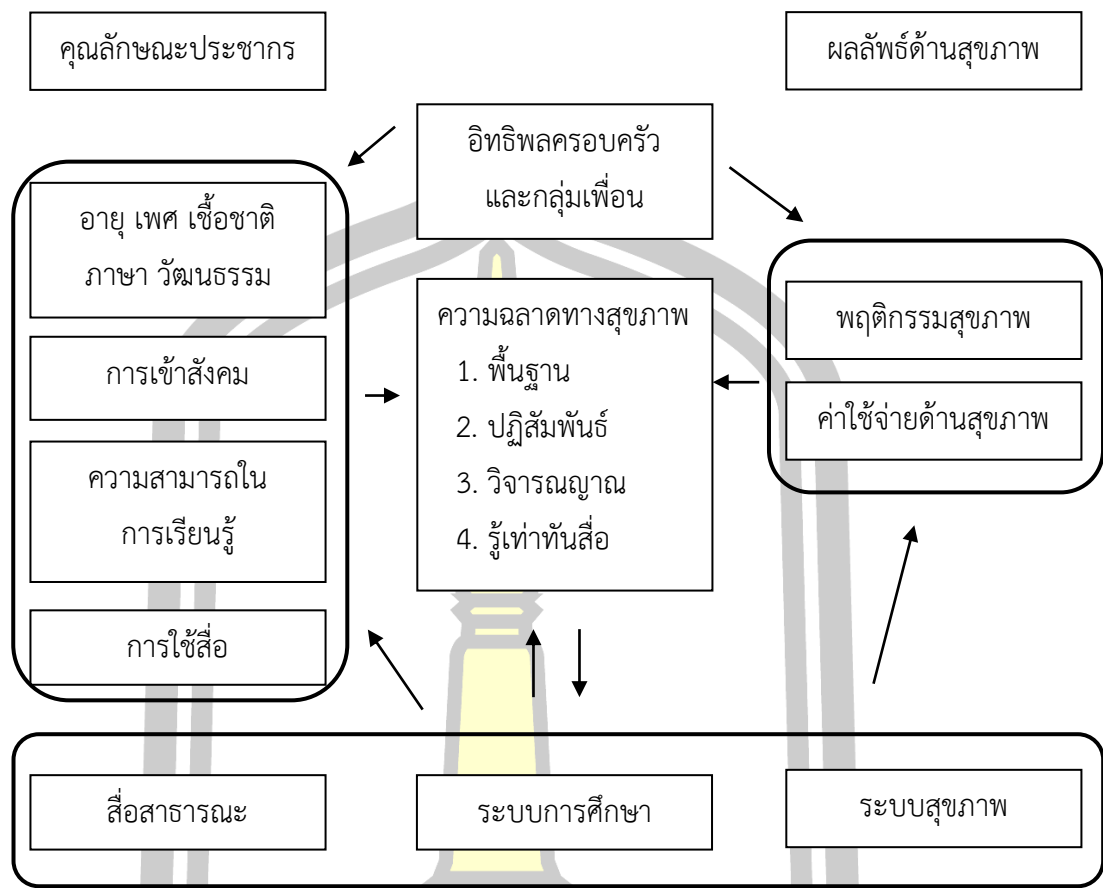 คุณลักษณะประชากร
ผลลัพธ์ด้านสุขภาพ
อิทธิพลครอบครัว
และกลุ่มเพื่อน
อายุ เพศ เชื้อชาติ
ภาษา วัฒนธรรม
การเข้าสังคม
ความสามารถใน
การเรียนรู้
การใช้สื่อ
ความฉลาดทางสุขภาพ
1. พื้นฐาน
2. ปฏิสัมพันธ์
3. วิจารณญาณ
4. รู้เท่าทันสื่อ
พฤติกรรมสุขภาพ
ค่าใช้จ่ายด้านสุขภาพ
สื่อสาธารณะ
ระบบการศึกษา
ระบบสุขภาพ